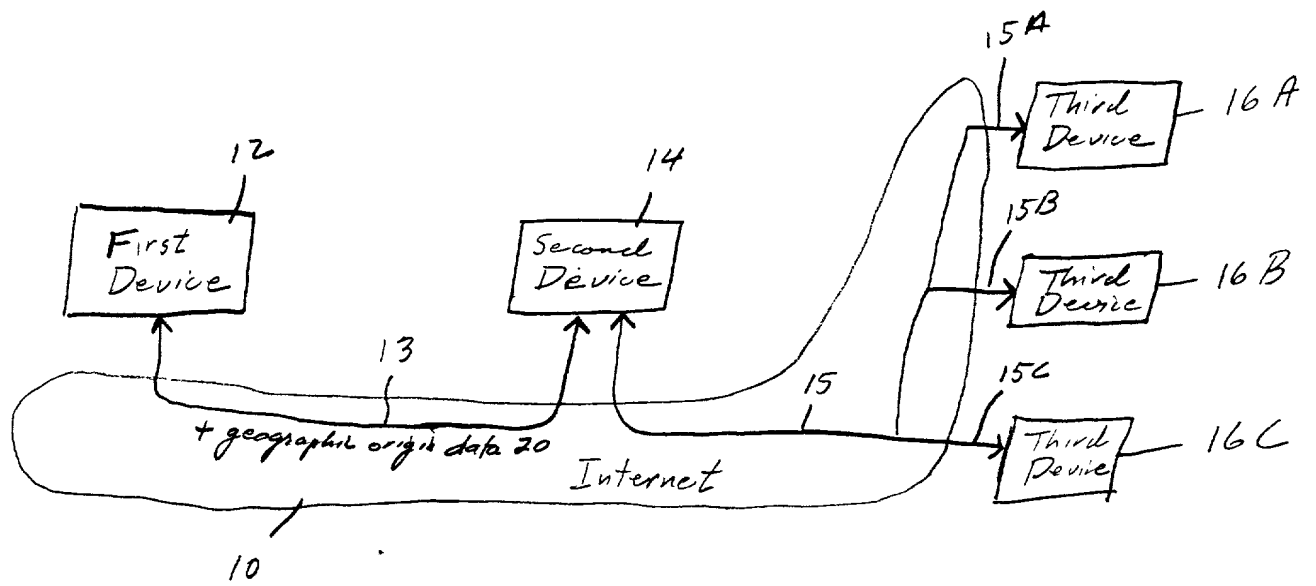 15A
Third
Device
16A
12
14
First
Device
Second
Device
15B
Third
Device
16B
13
15
15C
+ geographic origin data 20
Third
Device
16C
Internet
10